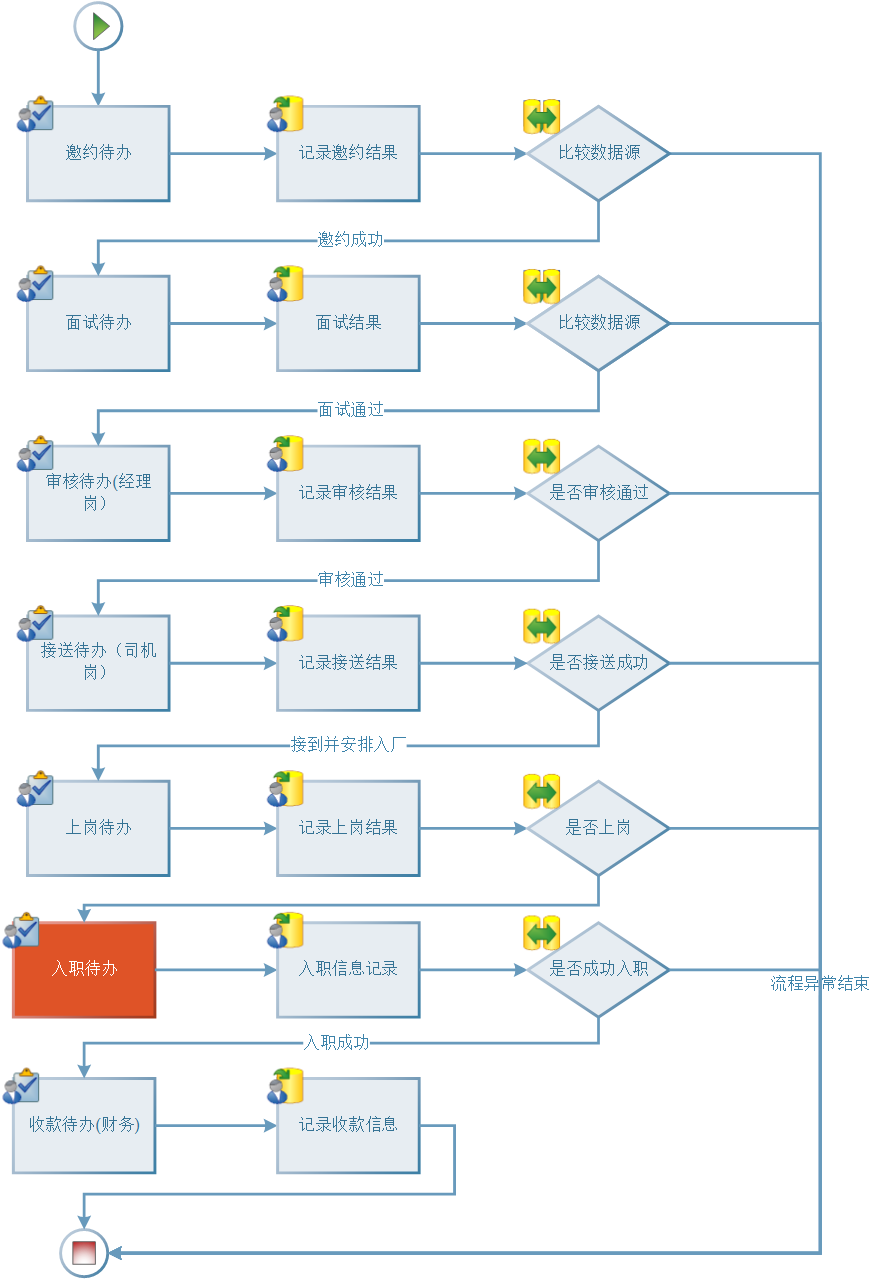 邀约待办
记录邀约结果
比较数据源
邀约成功
面试待办
面试结果
比较数据源
面试通过
审核待办(经理
岗）
记录审核结果
是否审核通过
审核通过
接送待办（司机
岗）
记录接送结果
是否接送成功
接到并安排入厂
上岗待办
记录上岗结果
是否上岗
入职待办
入职信息记录
是否成功入职
流程异常结束
入职成功
收款待办(财务)
记录收款信息